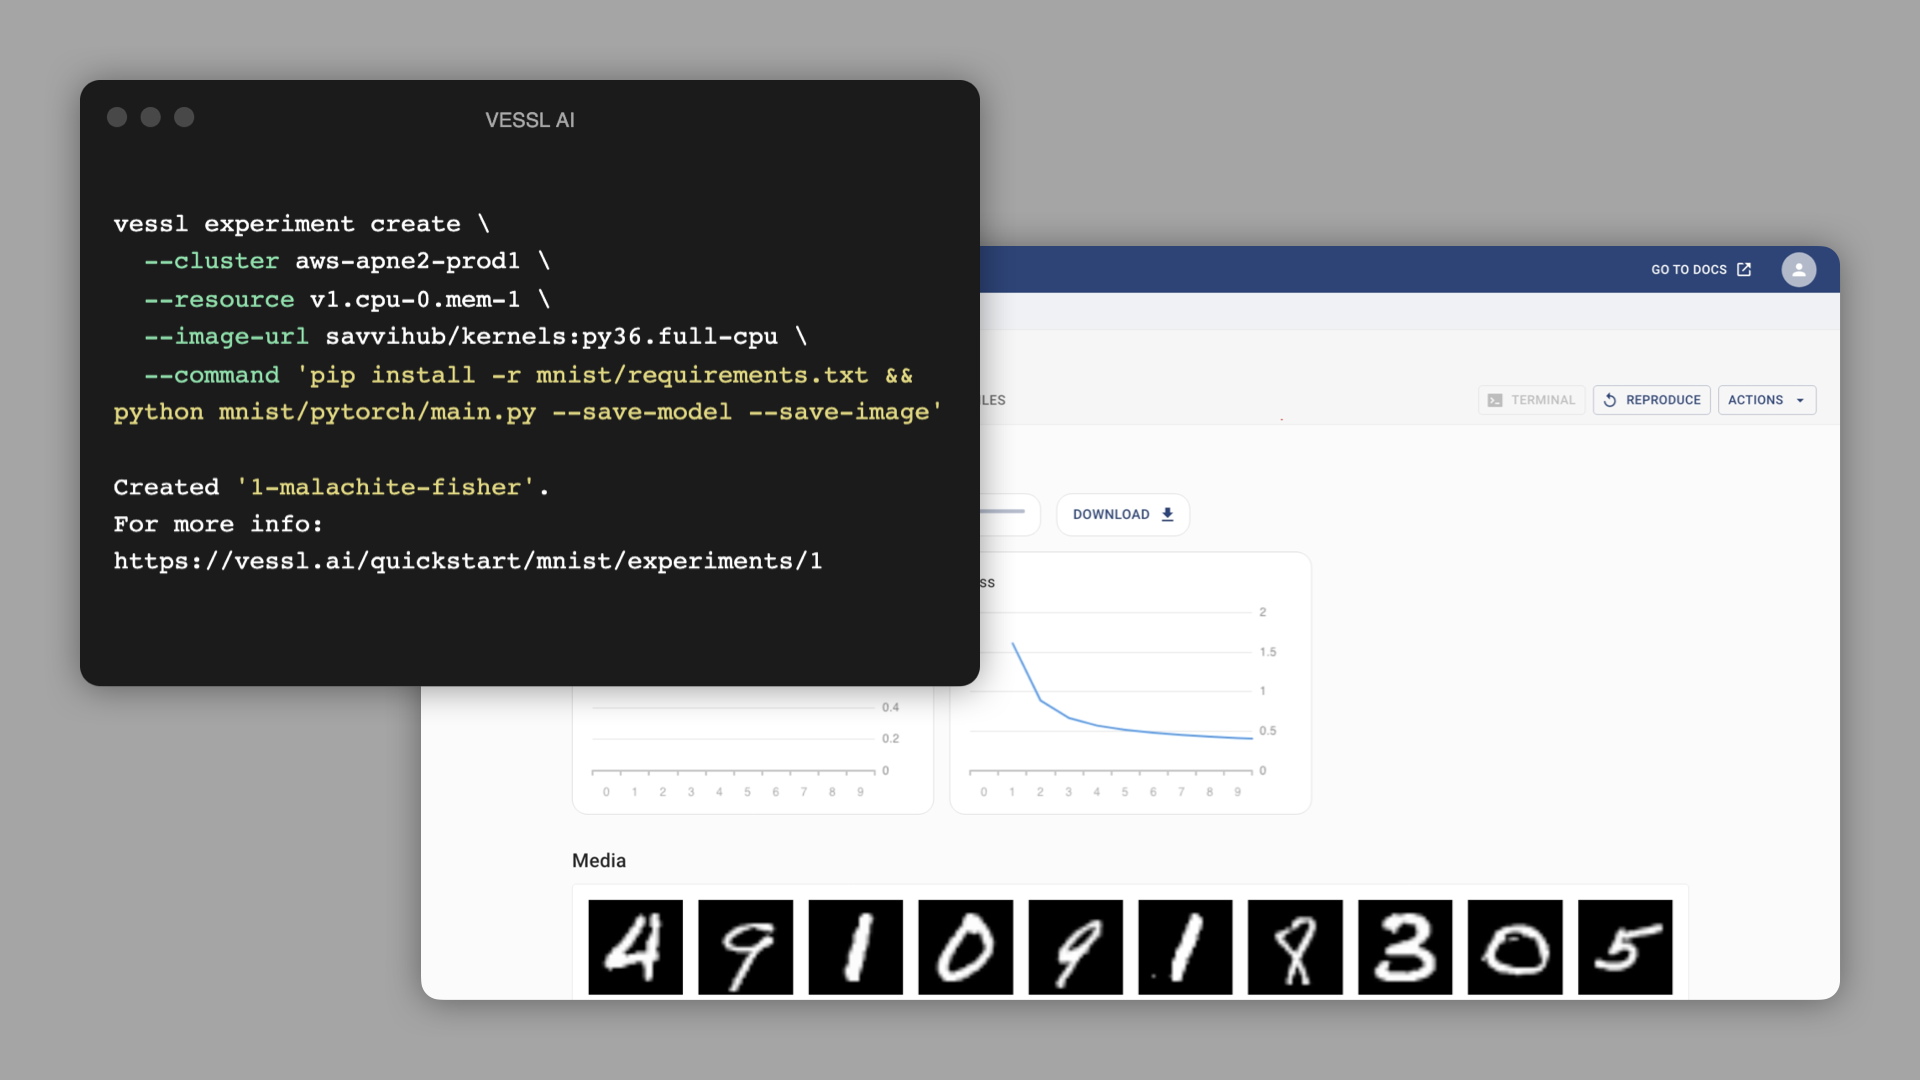 VESSL AI
vessl experiment create \
--cluster aws-apne2-prod1 \
--resource v1.cpu-0.mem-1 \
--image-url savvihub/kernels:py36.full-cpu \
--command 'pip install -r mnist/requirements.txt &&
python mnist/pytorch/main.py --save-model --save-image'
Created '1-malachite-fisher'.
For more info:
https://vessl.ai/quickstart/mnist/experiments/1
GO TO DOCS
TERMINAL
REPRODUCE
ACTIONS
DOWNLOAD
0.4
0.2
0
0 1 2 3 4 5 6 7 8 9
2
1.5
1
0.5
0
0 1 2 3 4 5 6 7 8 9
Media
4 9 1 0 9 1 8 3 0 5